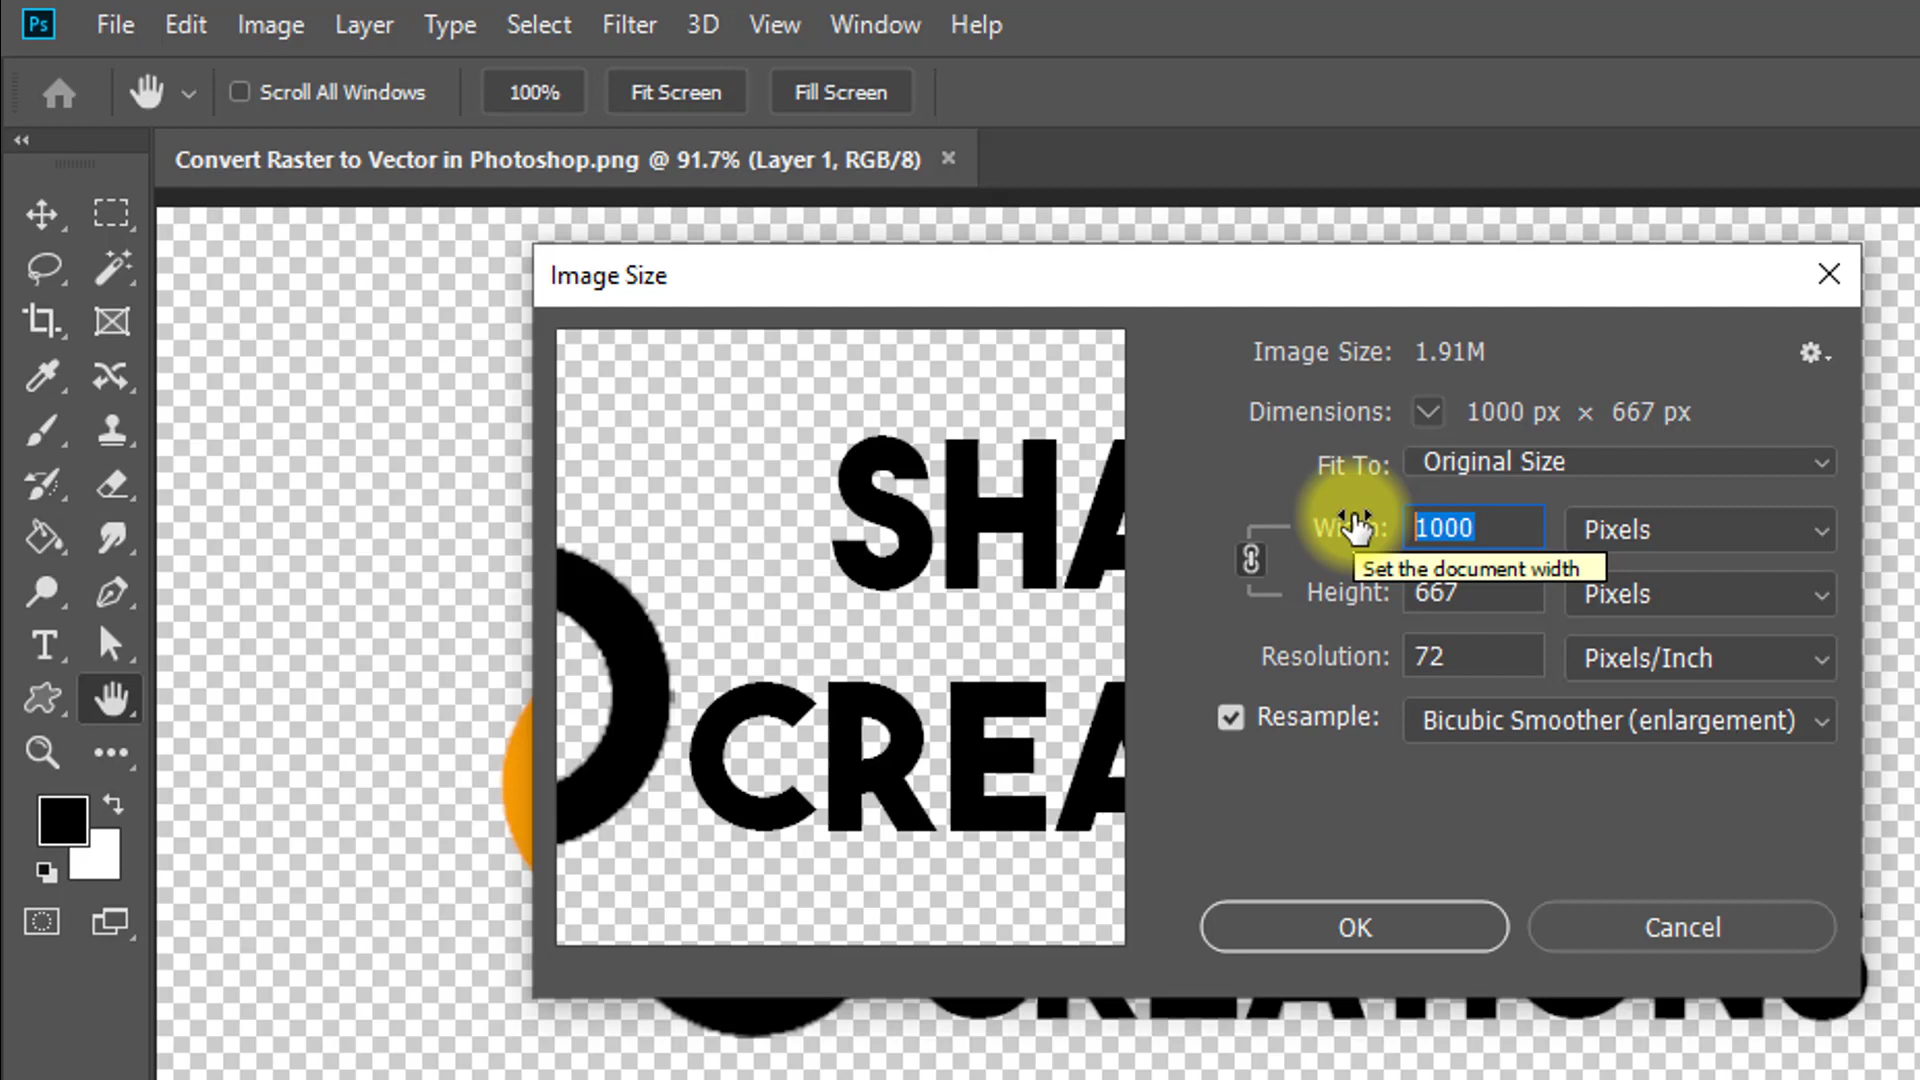 Ps File Edit Image Layer Type Select Filter 3D View Window Help
Scroll All Windows 100% Fit Screen Fill Screen
Convert Raster to Vector in Photoshop.png @ 91.7% (Layer 1, RGB/8) ×
Image Size
Image Size: 1.91M
Dimensions: 1000 px × 667 px
Fit To: Original Size
Width: 1000 Pixels
Set the document width
Height: 667 Pixels
Resolution: 72 Pixels/Inch
Resample: Bicubic Smoother (enlargement)
OK Cancel
SHA
CREA
CREATIONS